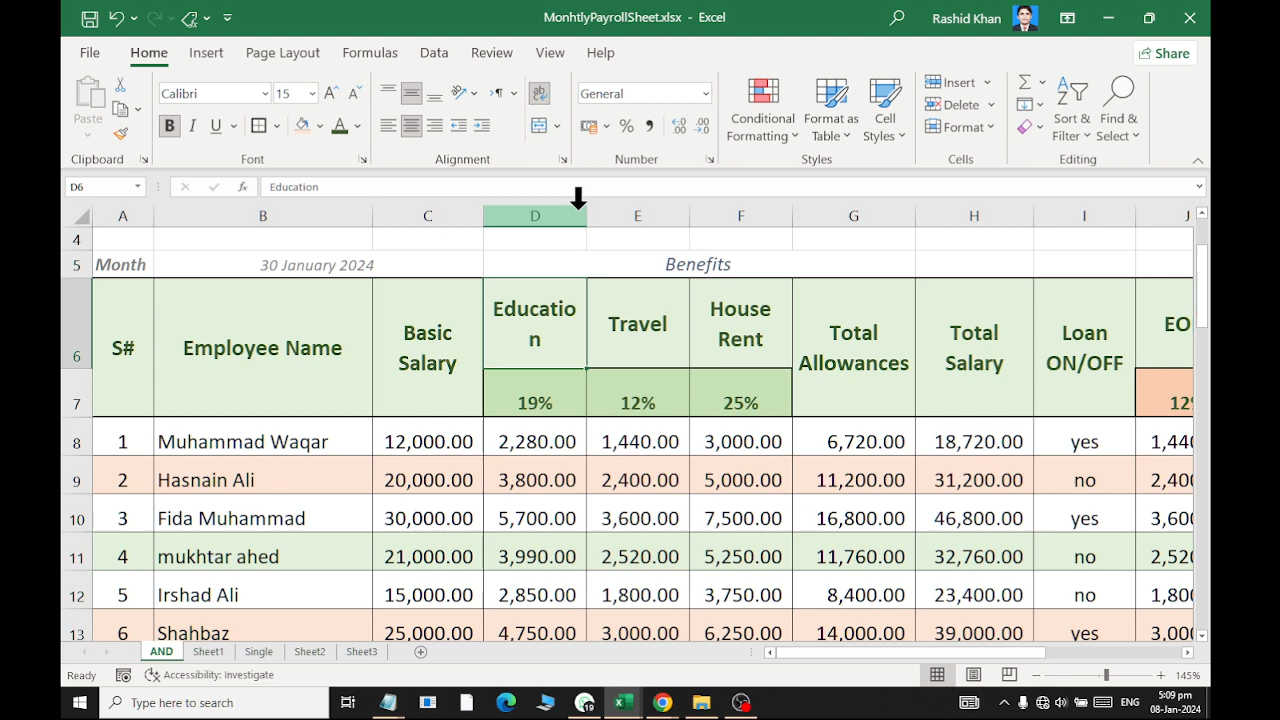 MonhtlyPayrollSheet.xlsx - Excel
Rashid Khan
File Home Insert Page Layout Formulas Data Review View Help
Share
Paste
Calibri 15
General
B I U
Conditional Formatting
Format as Table
Cell Styles
Insert
Delete
Format
Sort & Filter
Find & Select
Clipboard Font Alignment Number Styles Cells Editing
D6 fx Education
A B C D E F G H I J
4
5 Month 30 January 2024 Benefits
6 S# Employee Name Basic Salary Education Travel House Rent Total Allowances Total Salary Loan ON/OFF EO
7 19% 12% 25% 12%
8 1 Muhammad Waqar 12,000.00 2,280.00 1,440.00 3,000.00 6,720.00 18,720.00 yes 1,440
9 2 Hasnain Ali 20,000.00 3,800.00 2,400.00 5,000.00 11,200.00 31,200.00 no 2,400
10 3 Fida Muhammad 30,000.00 5,700.00 3,600.00 7,500.00 16,800.00 46,800.00 yes 3,600
11 4 mukhtar ahed 21,000.00 3,990.00 2,520.00 5,250.00 11,760.00 32,760.00 no 2,520
12 5 Irshad Ali 15,000.00 2,850.00 1,800.00 3,750.00 8,400.00 23,400.00 no 1,800
13 6 Shahbaz 25,000.00 4,750.00 3,000.00 6,250.00 14,000.00 39,000.00 yes 3,000
AND Sheet1 Single Sheet2 Sheet3
Ready Accessibility: Investigate 145%
Type here to search
ENG
5:09 pm
08-Jan-2024